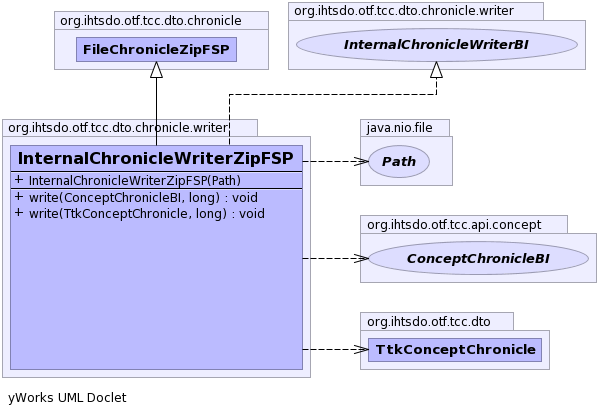 org.ihtsdo.otf.tcc.dto.chronicle
FileChronicleZipFSP
org.ihtsdo.otf.tcc.dto.chronicle.writer
InternalChronicleWriterBI
org.ihtsdo.otf.tcc.dto.chronicle.writer
InternalChronicleWriterZipFSP
+ InternalChronicleWriterZipFSP(Path)
+ write(ConceptChronicleBI, long) : void
+ write(TtkConceptChronicle, long) : void
java.nio.file
Path
org.ihtsdo.otf.tcc.api.concept
ConceptChronicleBI
org.ihtsdo.otf.tcc.dto
TtkConceptChronicle
yWorks UML Doclet